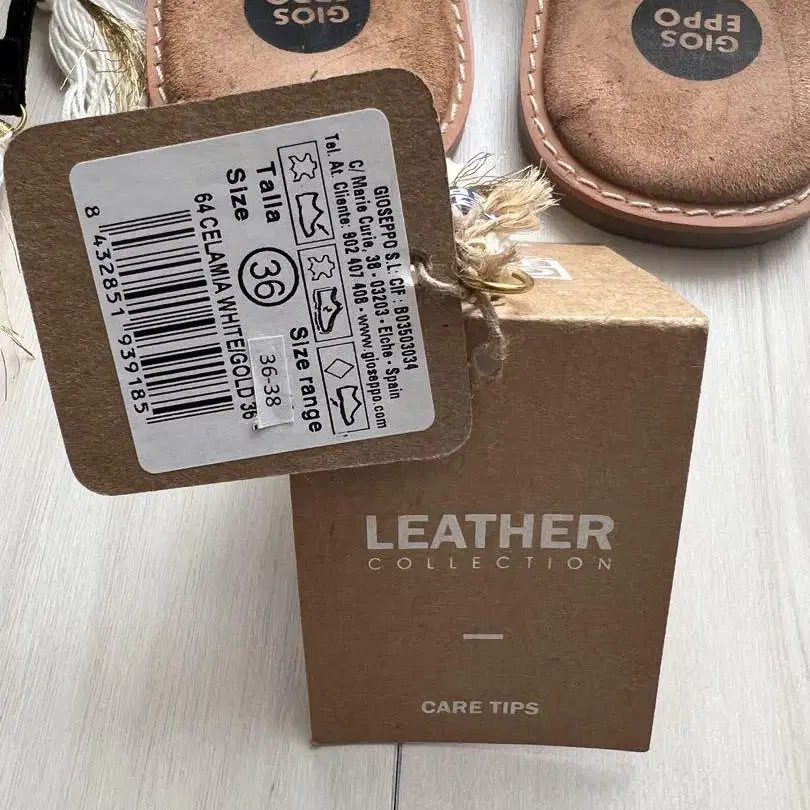 GIOS
EPPO
GIOS
EPPO
GIOSEPPO S.L. CIF: B03503034
C/ Marie Curie, 38 - 03203 - Elche - Spain
Tel. At. Cliente: 902 407 408 - www.gioseppo.com
Talla
Size
36
Size range
36-38
64 CELAMIA WHITE/GOLD 36
8 432851 939185
LEATHER
COLLECTION
CARE TIPS